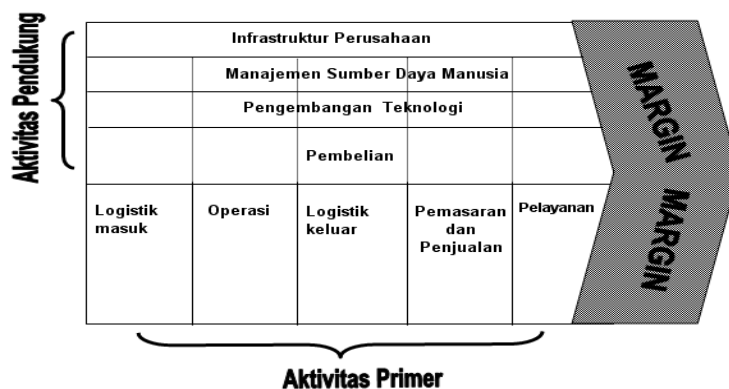 Aktivitas Pendukung
Infrastruktur Perusahaan
Manajemen Sumber Daya Manusia
Pengembangan Teknologi
Pembelian
Logistik
masuk
Operasi
Logistik
keluar
Pemasaran
dan
Penjualan
Pelayanan
MARGIN
MARGIN
Aktivitas Primer